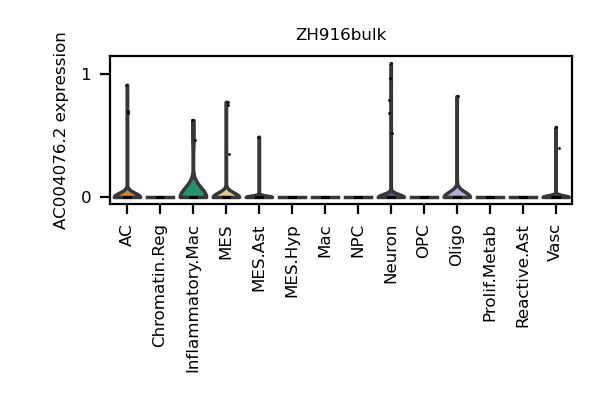 ZH916bulk
AC004076.2 expression
1
0
AC
Chromatin.Reg
Inflammatory.Mac
MES
MES.Ast
MES.Hyp
Mac
NPC
Neuron
OPC
Oligo
Prolif.Metab
Reactive.Ast
Vasc